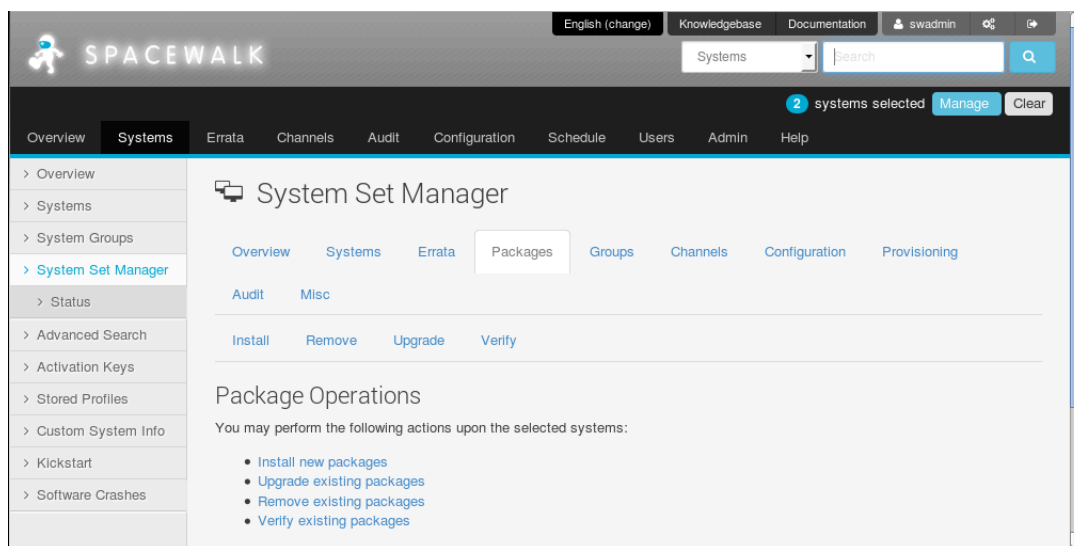 English (change) Knowledgebase Documentation swadmin
SPACEWALK
Systems Search
2 systems selected Manage Clear
Overview Systems Errata Channels Audit Configuration Schedule Users Admin Help
> Overview
> Systems
> System Groups
> System Set Manager
> Status
> Advanced Search
> Activation Keys
> Stored Profiles
> Custom System Info
> Kickstart
> Software Crashes
System Set Manager
Overview Systems Errata Packages Groups Channels Configuration Provisioning
Audit Misc
Install Remove Upgrade Verify
Package Operations
You may perform the following actions upon the selected systems:
• Install new packages
• Upgrade existing packages
• Remove existing packages
• Verify existing packages